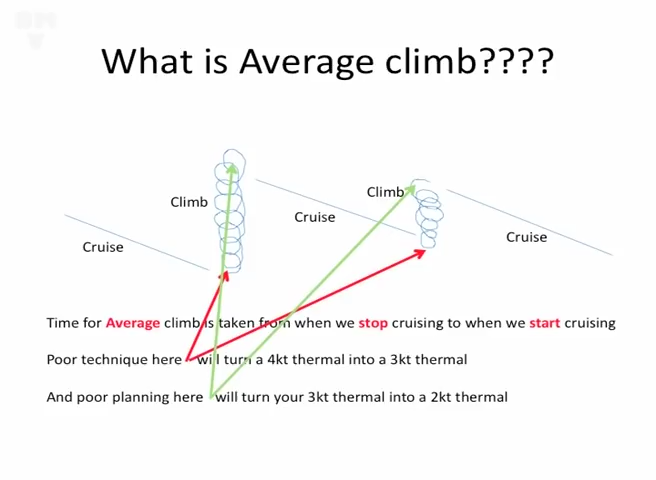 What is Average climb????
Climb
Climb
Cruise
Cruise
Cruise
Time for Average climb is taken from when we stop cruising to when we start cruising
Poor technique here will turn a 4kt thermal into a 3kt thermal
And poor planning here will turn your 3kt thermal into a 2kt thermal